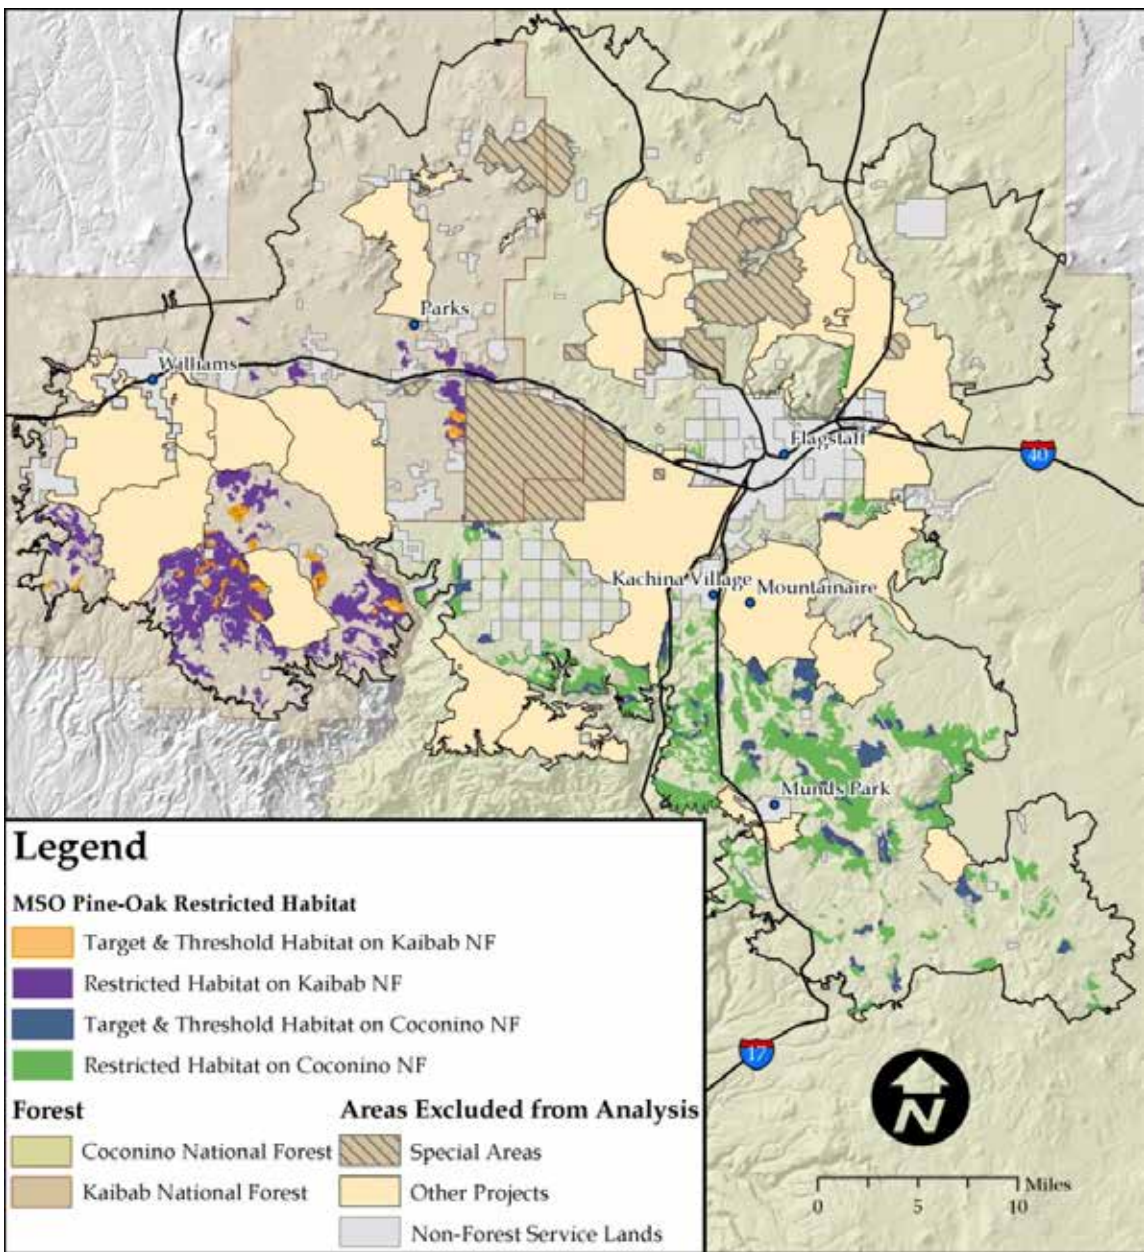 Parks
Williams
Flagstaff
40
Kachina Village
Mountainaire
Munds Park
17
N
Miles
0 5 10
Legend
MSO Pine-Oak Restricted Habitat
Target & Threshold Habitat on Kaibab NF
Restricted Habitat on Kaibab NF
Target & Threshold Habitat on Coconino NF
Restricted Habitat on Coconino NF
Forest
Coconino National Forest
Kaibab National Forest
Areas Excluded from Analysis
Special Areas
Other Projects
Non-Forest Service Lands